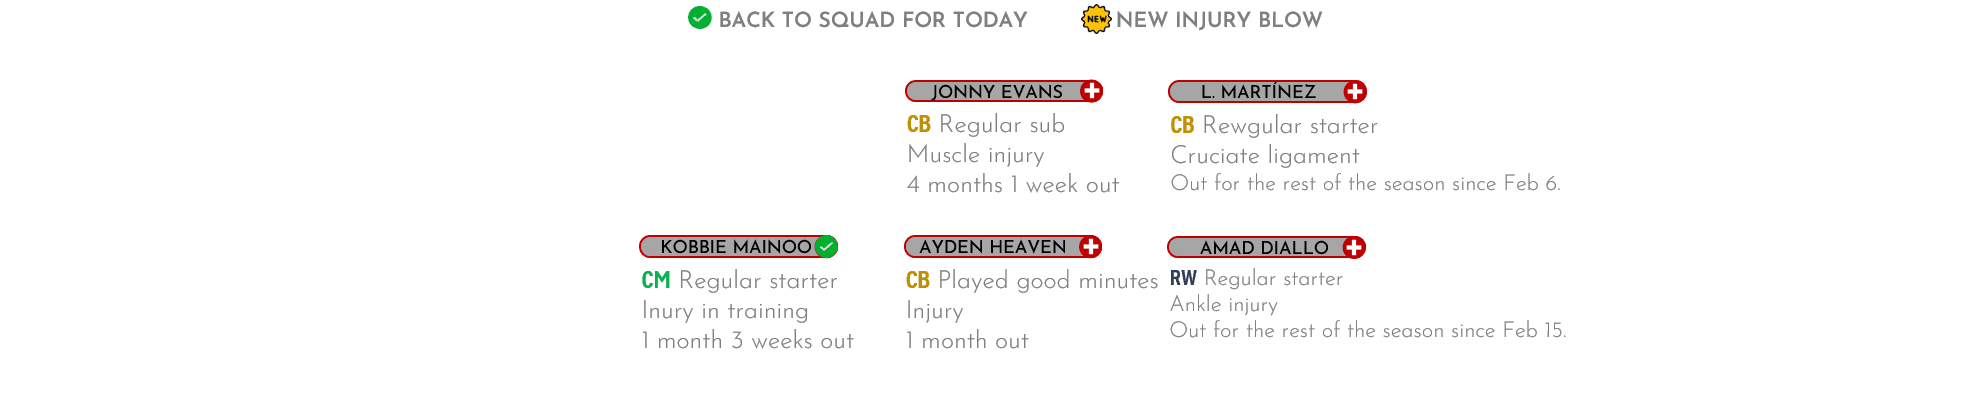 BACK TO SQUAD FOR TODAY
NEW NEW INJURY BLOW
JONNY EVANS
CB Regular sub
Muscle injury
4 months 1 week out
L. MARTÍNEZ
CB Rewgular starter
Cruciate ligament
Out for the rest of the season since Feb 6.
KOBBIE MAINOO
CM Regular starter
Inury in training
1 month 3 weeks out
AYDEN HEAVEN
CB Played good minutes
Injury
1 month out
AMAD DIALLO
RW Regular starter
Ankle injury
Out for the rest of the season since Feb 15.